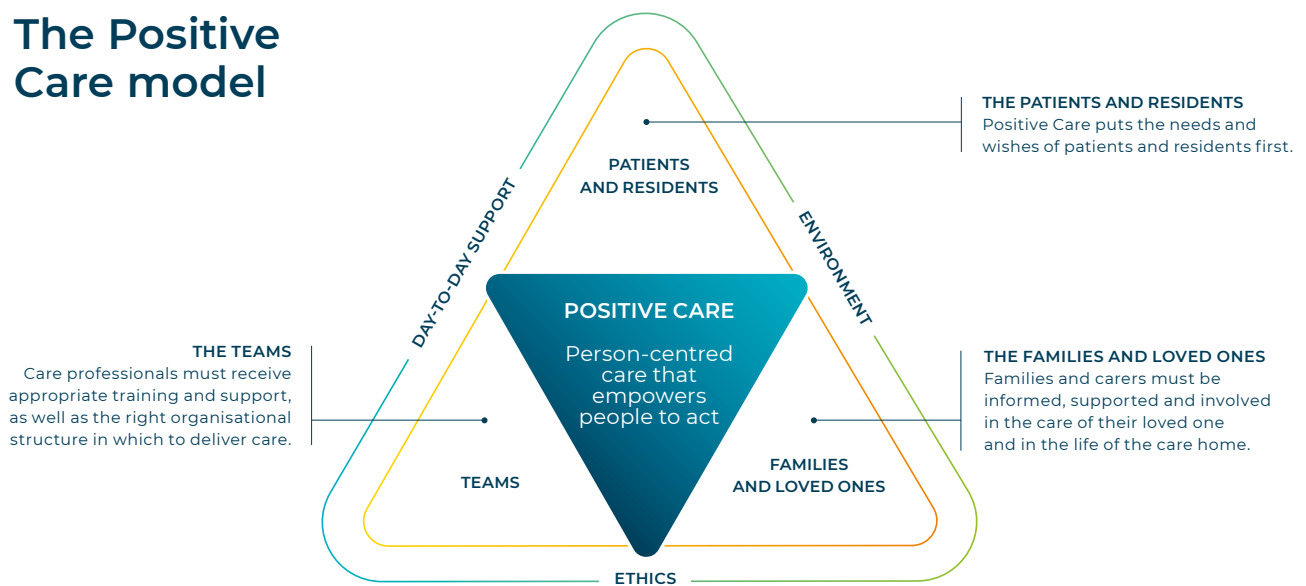 The Positive
Care model
THE PATIENTS AND RESIDENTS
Positive Care puts the needs and
wishes of patients and residents first.
PATIENTS
AND RESIDENTS
DAY-TO-DAY SUPPORT
ENVIRONMENT
POSITIVE CARE
Person-centred
care that
empowers
people to act
THE TEAMS
Care professionals must receive
appropriate training and support,
as well as the right organisational
structure in which to deliver care.
THE FAMILIES AND LOVED ONES
Families and carers must be
informed, supported and involved
in the care of their loved one
and in the life of the care home.
TEAMS
FAMILIES
AND LOVED ONES
ETHICS